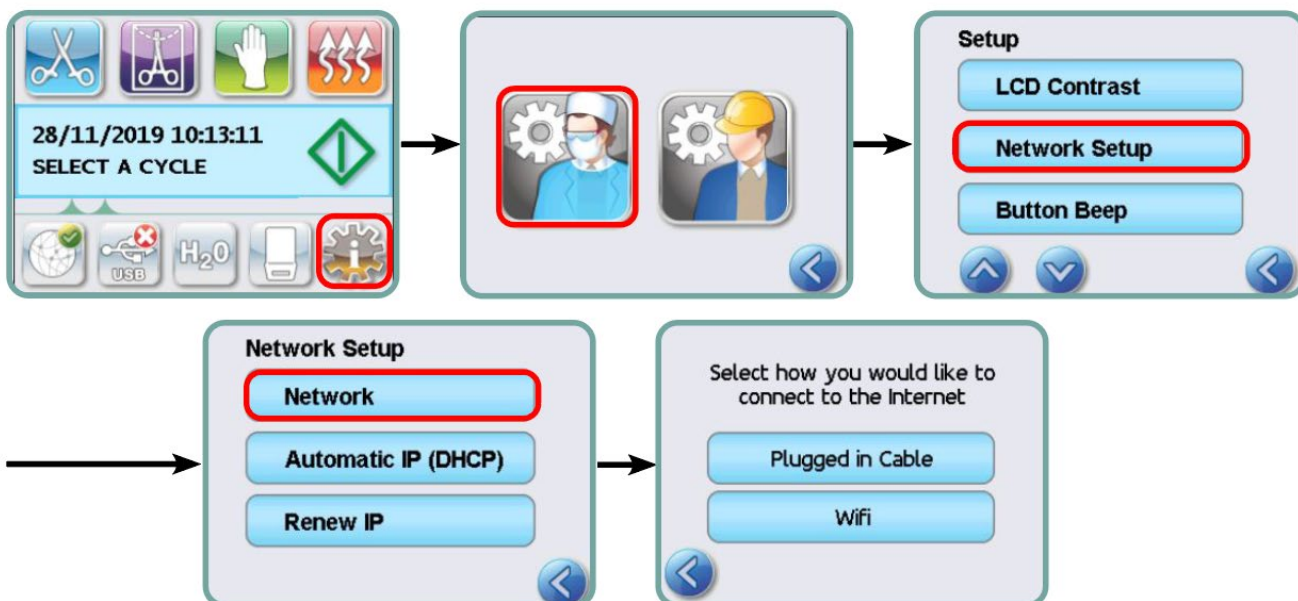 28/11/2019 10:13:11
SELECT A CYCLE
USB
H₂0
i
Setup
LCD Contrast
Network Setup
Button Beep
Network Setup
Network
Automatic IP (DHCP)
Renew IP
Select how you would like to
connect to the Internet
Plugged in Cable
Wifi